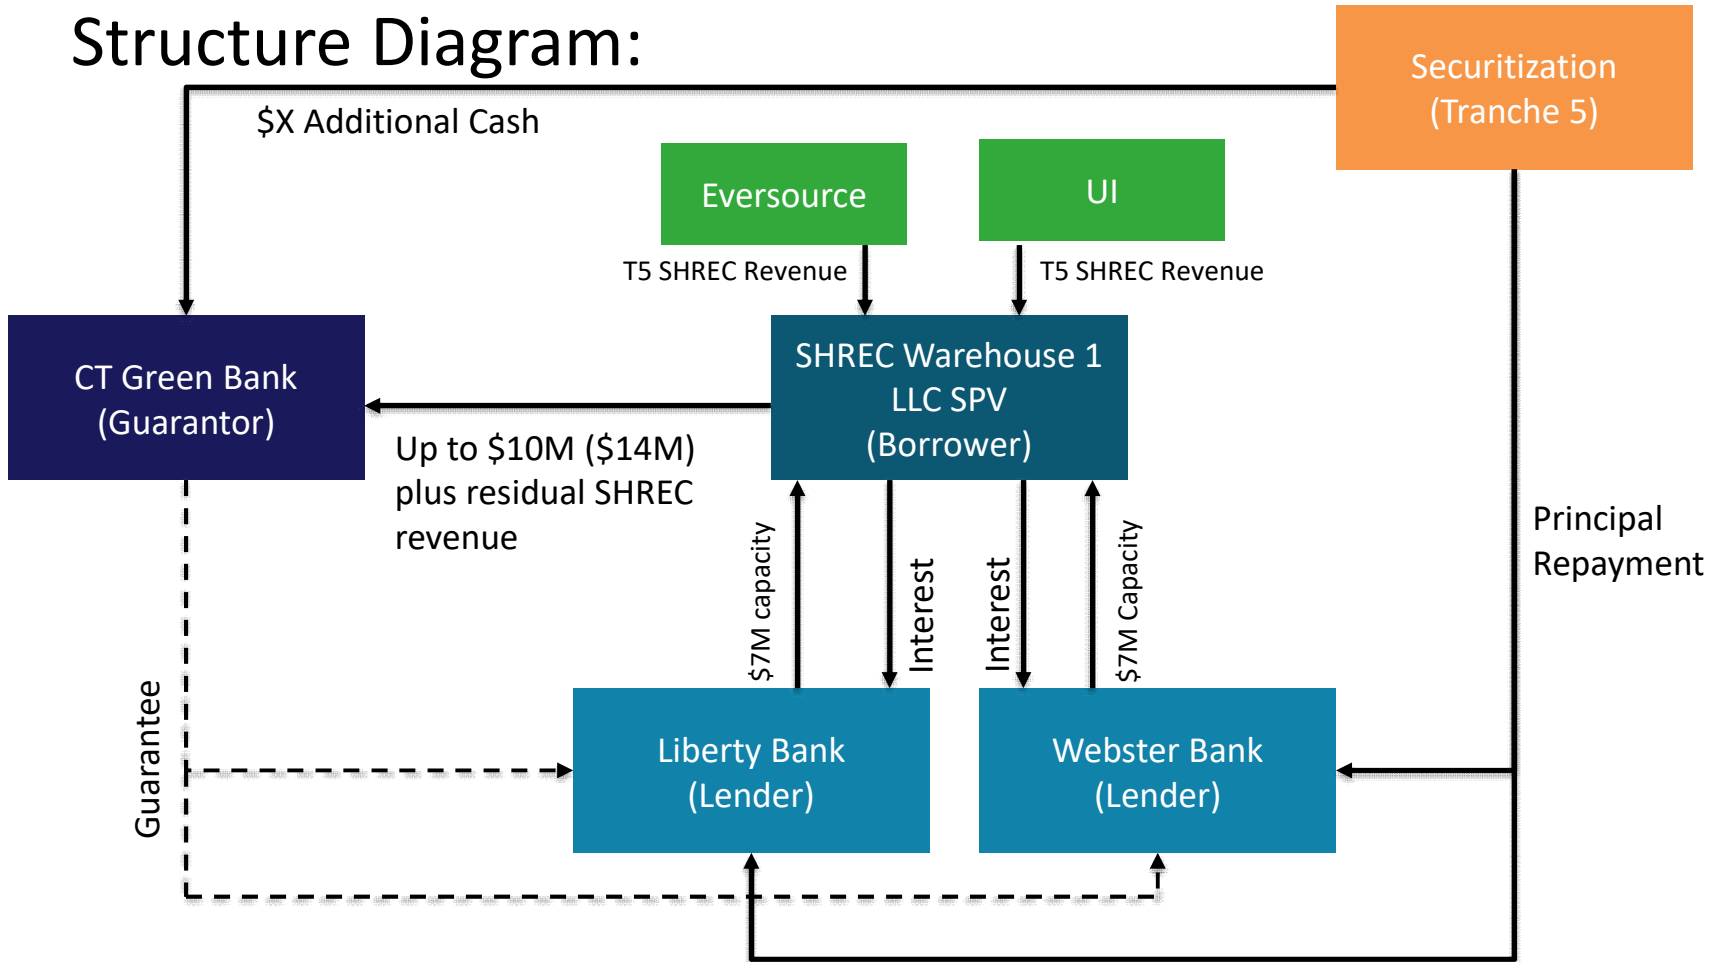 Structure Diagram:
Securitization
(Tranche 5)
$X Additional Cash
Eversource
UI
T5 SHREC Revenue
T5 SHREC Revenue
CT Green Bank
(Guarantor)
SHREC Warehouse 1
LLC SPV
(Borrower)
Up to $10M ($14M)
plus residual SHREC
revenue
$7M capacity
Interest
Interest
$7M Capacity
Principal
Repayment
Guarantee
Liberty Bank
(Lender)
Webster Bank
(Lender)